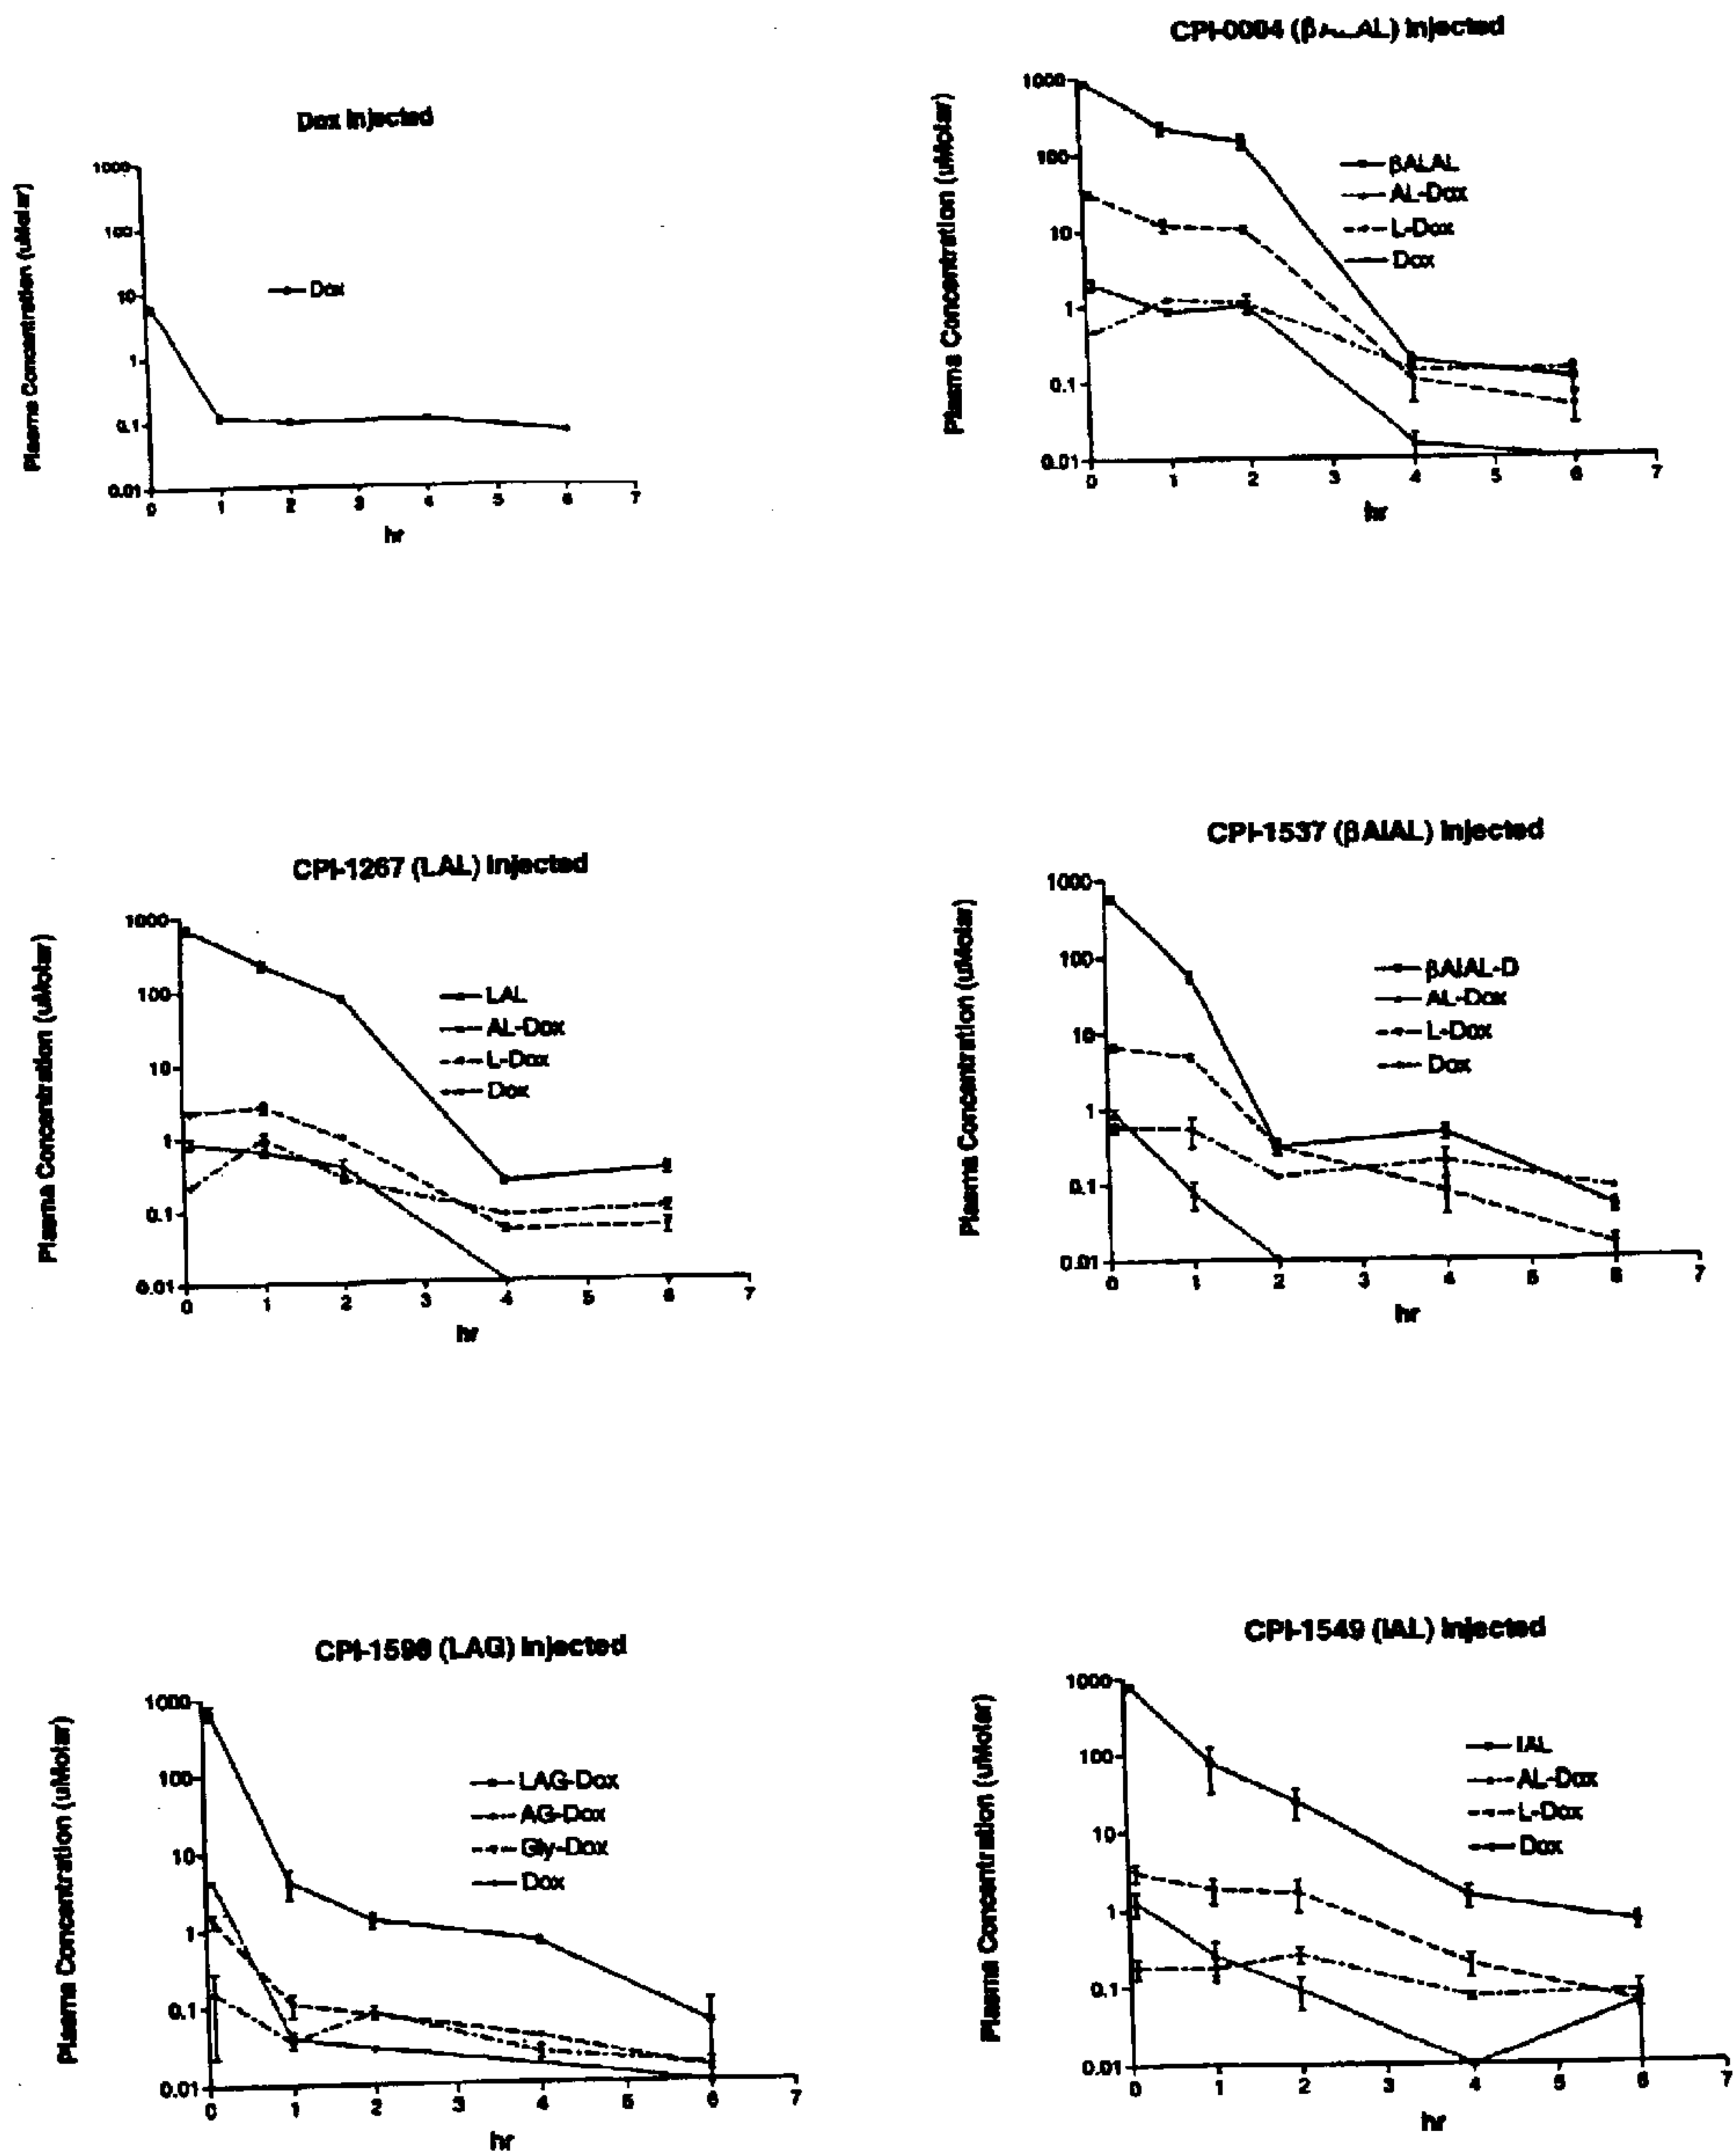 Dox Injected
Plasma Concentration (uMolar)
1000
100
10
1
0.1
0.01
Dox
0 1 2 3 4 5 6 7
hr
CPI-0004 Injected
Plasma Concentration (uMolar)
1000
100
10
1
0.1
0.01
βALAL
AL-Dox
L-Dox
Dox
0 1 2 3 4 5 6 7
hr
CPI-1267 (LAL) Injected
Plasma Concentration (uMolar)
1000
100
10
1
0.1
0.01
LAL
AL-Dox
L-Dox
Dox
0 1 2 3 4 5 6 7
hr
CPI-1537 (βAIAL) Injected
Plasma Concentration (uMolar)
1000
100
10
1
0.1
0.01
βAIAL-D
AL-Dox
L-Dox
Dox
0 1 2 3 4 5 6 7
hr
(LAG) Injected
Plasma Concentration (uMolar)
1000
100
10
1
0.1
0.01
LAG-Dox
AG-Dox
Gly-Dox
Dox
0 1 2 3 4 5 6 7
hr
CPI-1549 (IAL) Injected
Plasma Concentration (uMolar)
1000
100
10
1
0.1
0.01
IAL
AL-Dox
L-Dox
Dox
0 1 2 3 4 5 6 7
hr